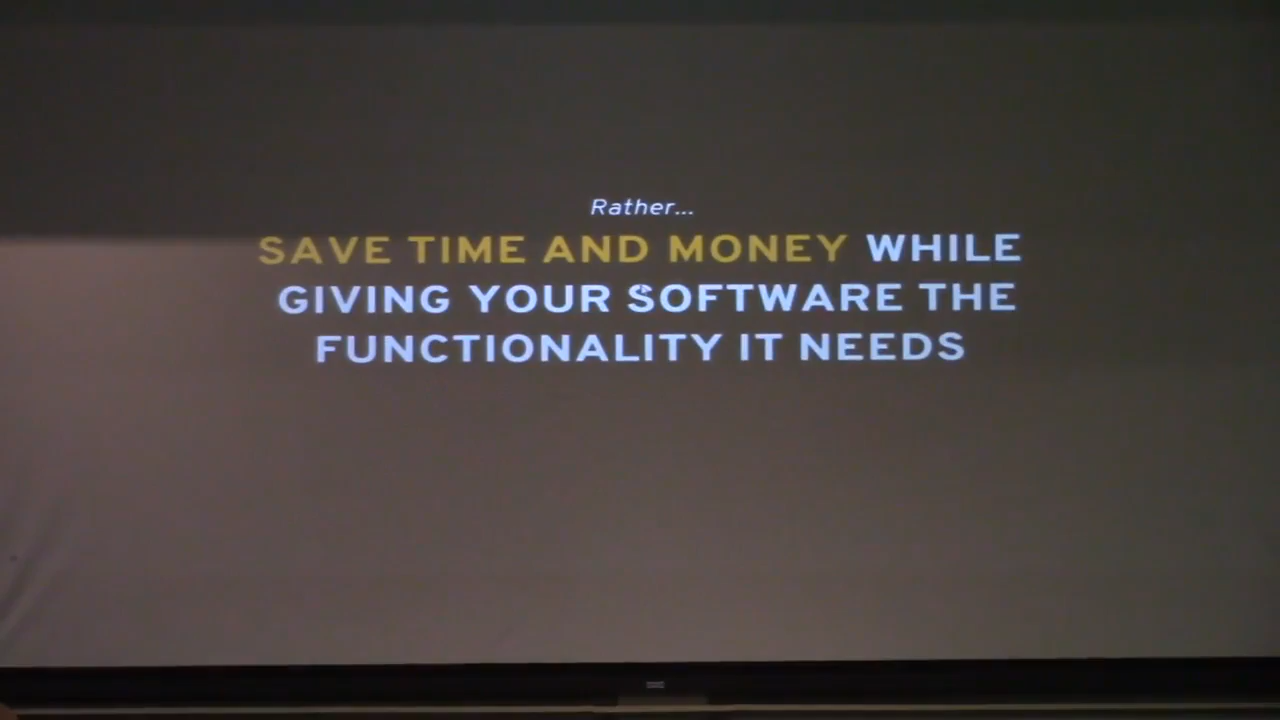 Rather...
SAVE TIME AND MONEY WHILE
GIVING YOUR SOFTWARE THE
FUNCTIONALITY IT NEEDS